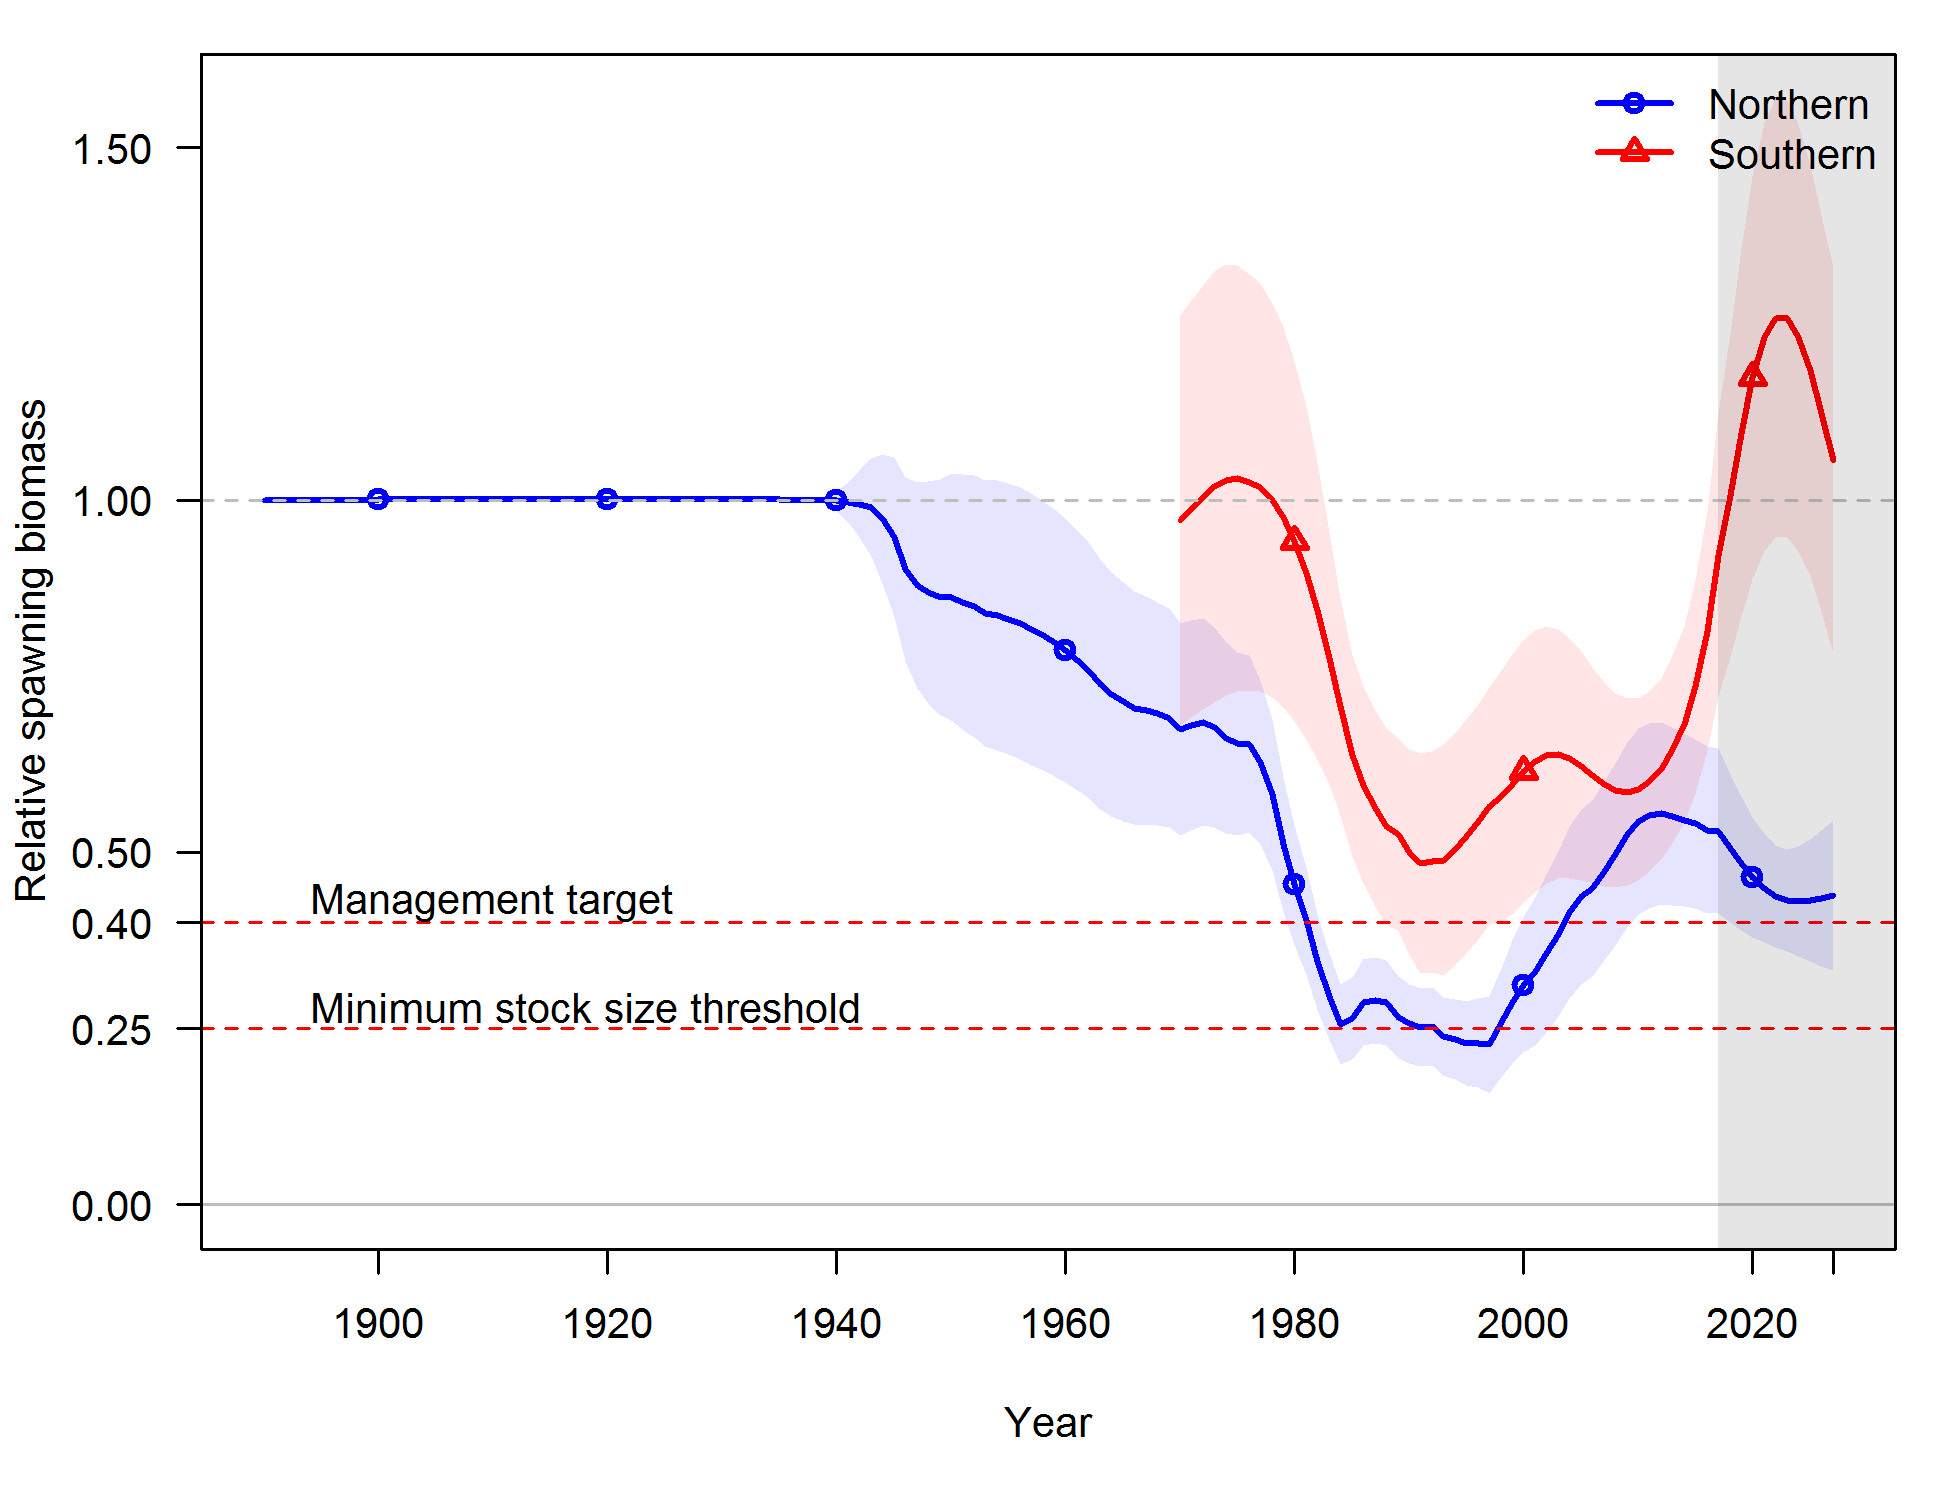 Northern
Southern
1.50
1.00
0.50
0.40
0.25
0.00
Relative spawning biomass
Management target
Minimum stock size threshold
1900 1920 1940 1960 1980 2000 2020
Year